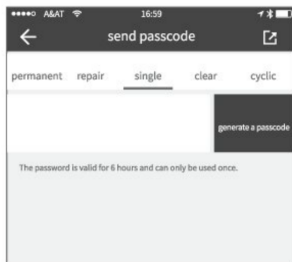 A&AT 16:59
send passcode
permanent repair single clear cyclic
generate a passcode
The password is valid for 6 hours and can only be used once.